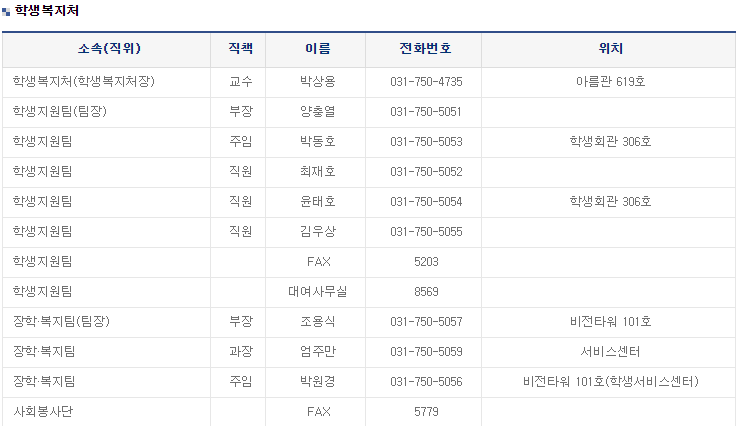 학생복지처
소속(직위) 직책 이름 전화번호 위치
학생복지처(학생복지처장) 교수 박상용 031-750-4735 아름관 619호
학생지원팀(팀장) 부장 양충열 031-750-5051
학생지원팀 주임 박동호 031-750-5053 학생회관 306호
학생지원팀 직원 최재호 031-750-5052
학생지원팀 직원 윤태호 031-750-5054 학생회관 306호
학생지원팀 직원 김우상 031-750-5055
학생지원팀 FAX 5203
학생지원팀 대여사무실 8569
장학·복지팀(팀장) 부장 조용식 031-750-5057 비전타워 101호
장학·복지팀 과장 엄주만 031-750-5059 서비스센터
장학·복지팀 주임 박원경 031-750-5056 비전타워 101호(학생서비스센터)
사회봉사단 FAX 5779